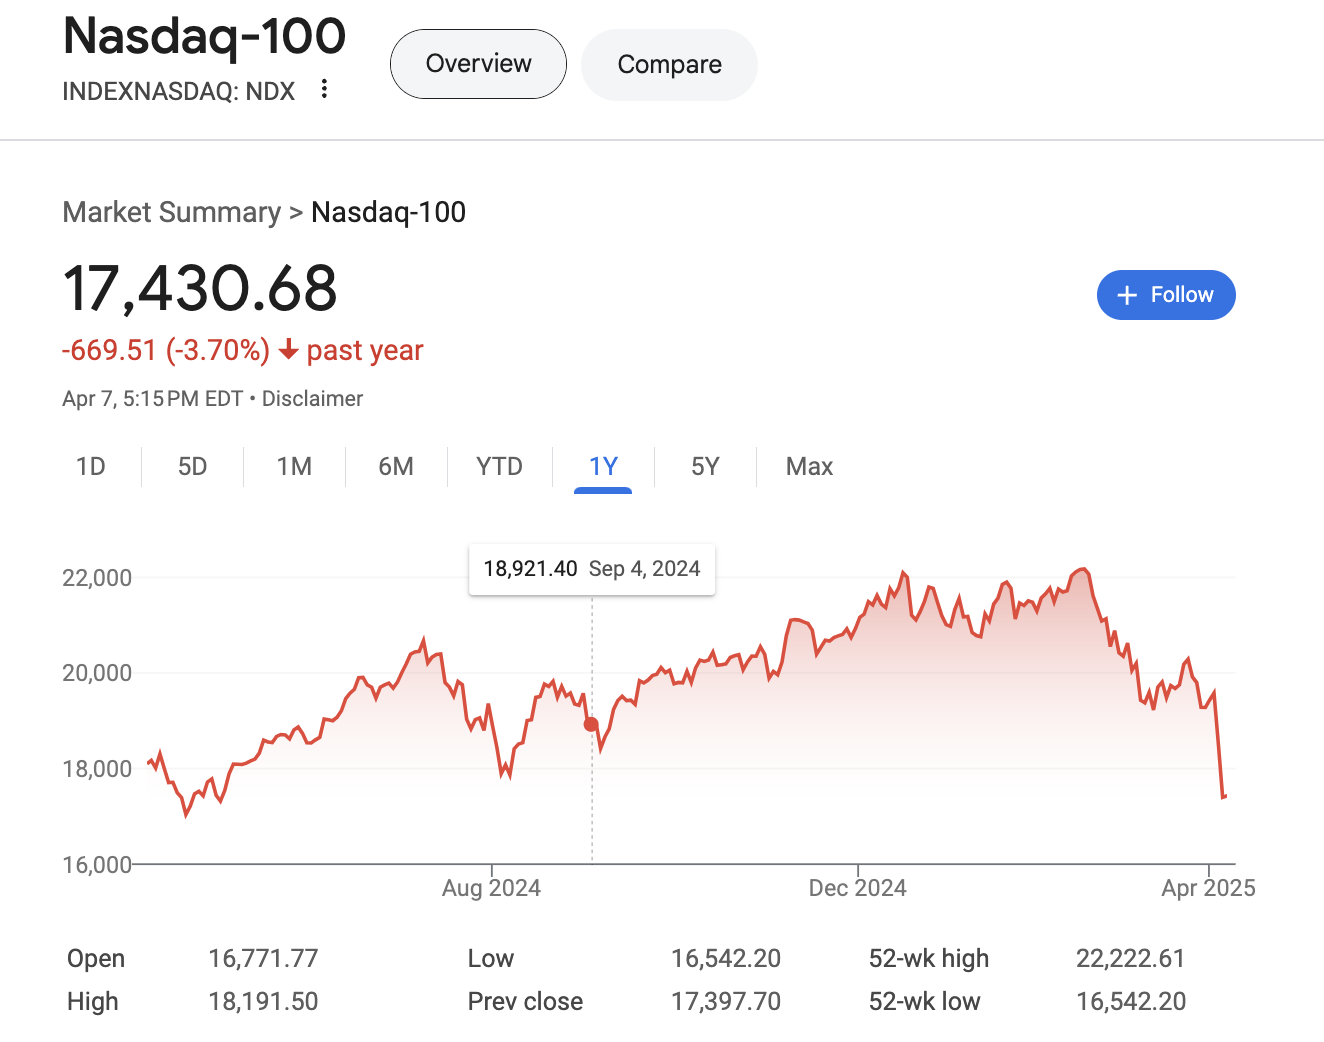 Nasdaq-100
INDEXNASDAQ: NDX
Overview
Compare
Market Summary > Nasdaq-100
17,430.68
+ Follow
-669.51 (-3.70%) ↓ past year
Apr 7, 5:15 PM EDT • Disclaimer
1D 5D 1M 6M YTD 1Y 5Y Max
18,921.40 Sep 4, 2024
22,000
20,000
18,000
16,000
Aug 2024 Dec 2024 Apr 2025
Open 16,771.77 Low 16,542.20 52-wk high 22,222.61
High 18,191.50 Prev close 17,397.70 52-wk low 16,542.20